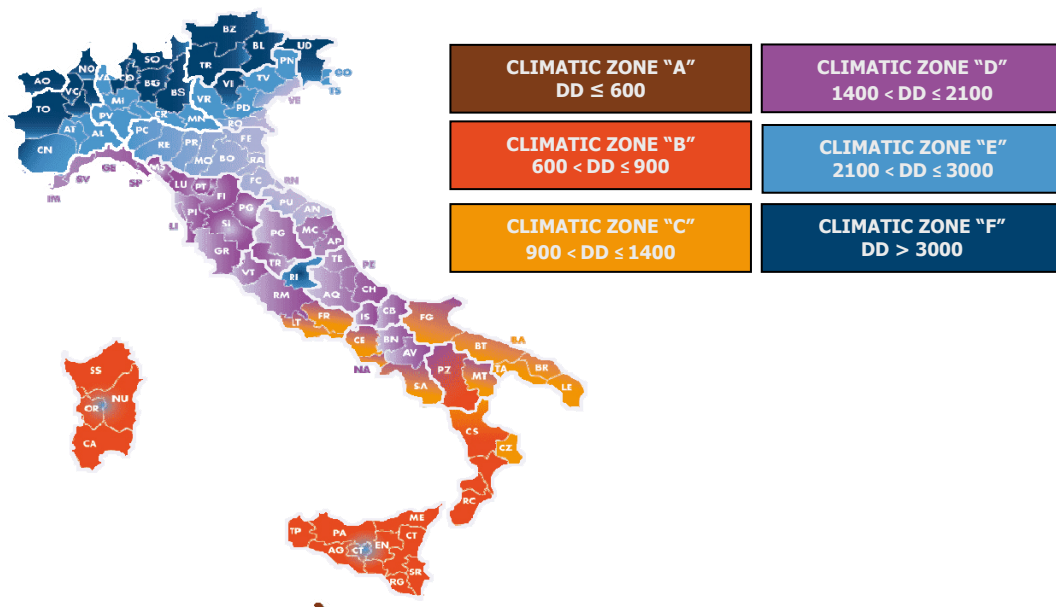 CLIMATIC ZONE “A”
DD ≤ 600
CLIMATIC ZONE “D”
1400 < DD ≤ 2100
CLIMATIC ZONE “B”
600 < DD ≤ 900
CLIMATIC ZONE “E”
2100 < DD ≤ 3000
CLIMATIC ZONE “C”
900 < DD ≤ 1400
CLIMATIC ZONE “F”
DD > 3000
BZ
SO
BL
UD
NO
VA
TR
PN
GO
AO
VC
BG
BS
VI
TV
TS
TO
MI
VR
PD
VE
PV
CR
MN
RO
AT
AL
PC
CN
RE
PR
MO
BO
FE
RA
IM
SV
GE
SP
MS
FC
RN
LU
PT
FI
PU
AN
PI
PG
MC
LI
SI
PG
AP
GR
TR
TE
VT
RI
PE
RM
AQ
CH
LT
FR
IS
CB
FG
CE
BN
BT
BA
NA
AV
PZ
MT
TA
BR
SA
LE
SS
OR
NU
CA
CS
CZ
RC
TP
PA
ME
AG
CT
EN
CT
SR
RG